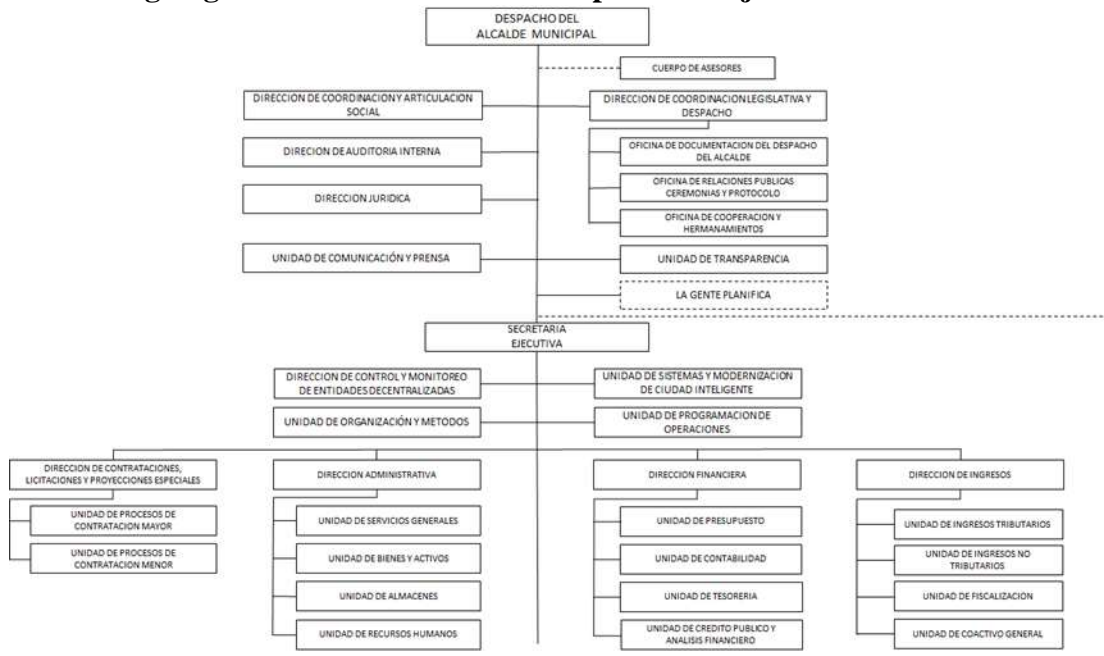 DESPACHO DEL
ALCALDE MUNICIPAL
CUERPO DE ASESORES
DIRECCION DE COORDINACION Y ARTICULACION
SOCIAL
DIRECCION DE COORDINACION LEGISLATIVA Y
DESPACHO
DIRECION DE AUDITORIA INTERNA
OFICINA DE DOCUMENTACION DEL DESPACHO
DEL ALCALDE
DIRECCION JURIDICA
OFICINA DE RELACIONES PUBLICAS
CEREMONIAS Y PROTOCOLO
OFICINA DE COOPERACION Y
HERMANAMIENTOS
UNIDAD DE COMUNICACIÓN Y PRENSA
UNIDAD DE TRANSPARENCIA
LA GENTE PLANIFICA
SECRETARIA
EJECUTIVA
DIRECCION DE CONTROL Y MONITOREO
DE ENTIDADES DECENTRALIZADAS
UNIDAD DE SISTEMAS Y MODERNIZACION
DE CIUDAD INTELIGENTE
UNIDAD DE ORGANIZACIÓN Y METODOS
UNIDAD DE PROGRAMACION DE
OPERACIONES
DIRECCION DE CONTRATACIONES,
LICITACIONES Y PROYECCIONES ESPECIALES
UNIDAD DE PROCESOS DE
CONTRATACION MAYOR
UNIDAD DE PROCESOS DE
CONTRATACION MENOR
DIRECCION ADMINISTRATIVA
UNIDAD DE SERVICIOS GENERALES
UNIDAD DE BIENES Y ACTIVOS
UNIDAD DE ALMACENES
UNIDAD DE RECURSOS HUMANOS
DIRECCION FINANCIERA
UNIDAD DE PRESUPUESTO
UNIDAD DE CONTABILIDAD
UNIDAD DE TESORERIA
UNIDAD DE CREDITO PUBLICO Y
ANALISIS FINANCIERO
DIRECCION DE INGRESOS
UNIDAD DE INGRESOS TRIBUTARIOS
UNIDAD DE INGRESOS NO
TRIBUTARIOS
UNIDAD DE FISCALIZACION
UNIDAD DE COACTIVO GENERAL